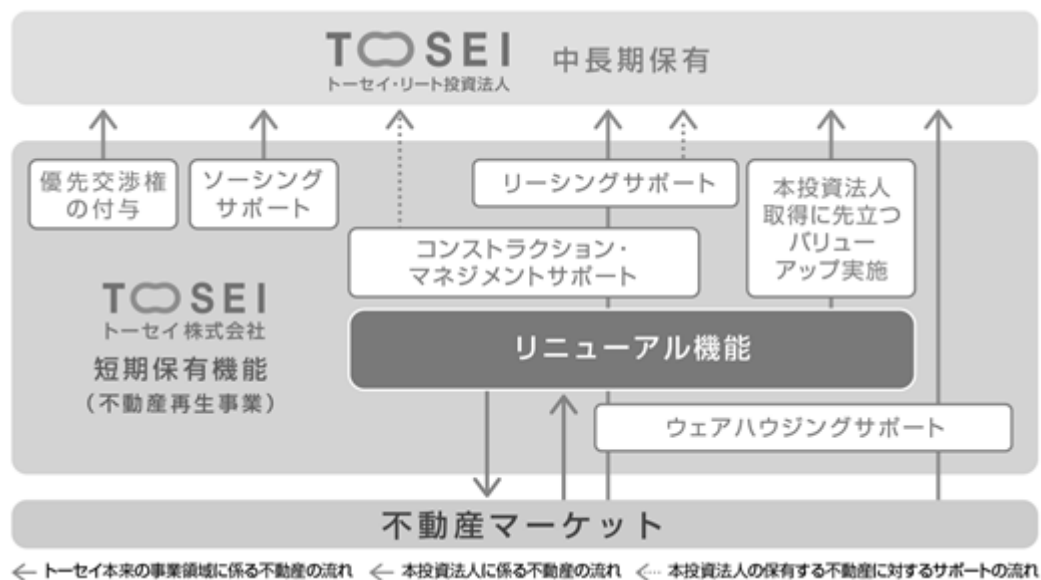 TOSEI 中長期保有
トーセイ・リート投資法人
優先交渉権
の付与
ソーシング
サポート
リーシングサポート
本投資法人
取得に先立つ
バリュー
アップ実施
コンストラクション・
マネジメントサポート
TOSEI
トーセイ株式会社
短期保有機能
（不動産再生事業）
リニューアル機能
ウェアハウジングサポート
不動産マーケット
トーセイ本来の事業領域に係る不動産の流れ 本投資法人に係る不動産の流れ 本投資法人の保有する不動産に対するサポートの流れ